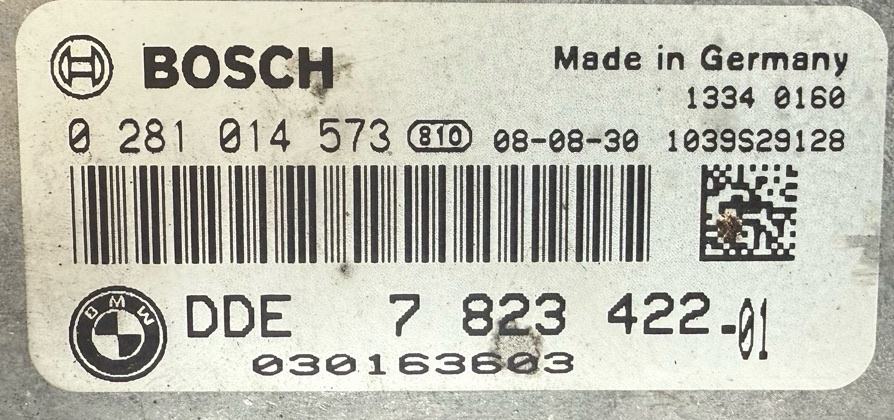 BOSCH
Made in Germany
1334 0160
0 281 014 573 810 08-08-30 1039S29128
BMW
DDE 7 823 422-01
030163603